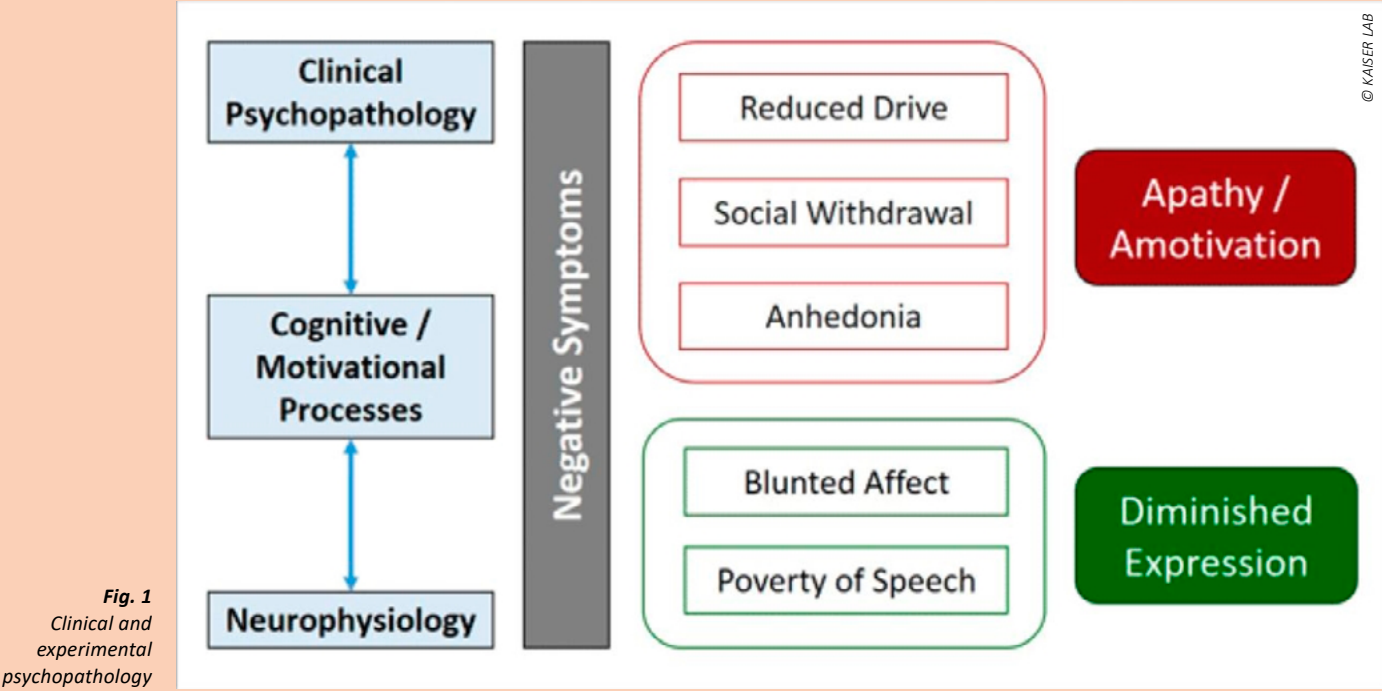 © KAISER LAB
Clinical
Psychopathology
Cognitive /
Motivational
Processes
Neurophysiology
Negative Symptoms
Reduced Drive
Social Withdrawal
Anhedonia
Apathy /
Amotivation
Blunted Affect
Poverty of Speech
Diminished
Expression
Fig. 1
Clinical and
experimental
psychopathology